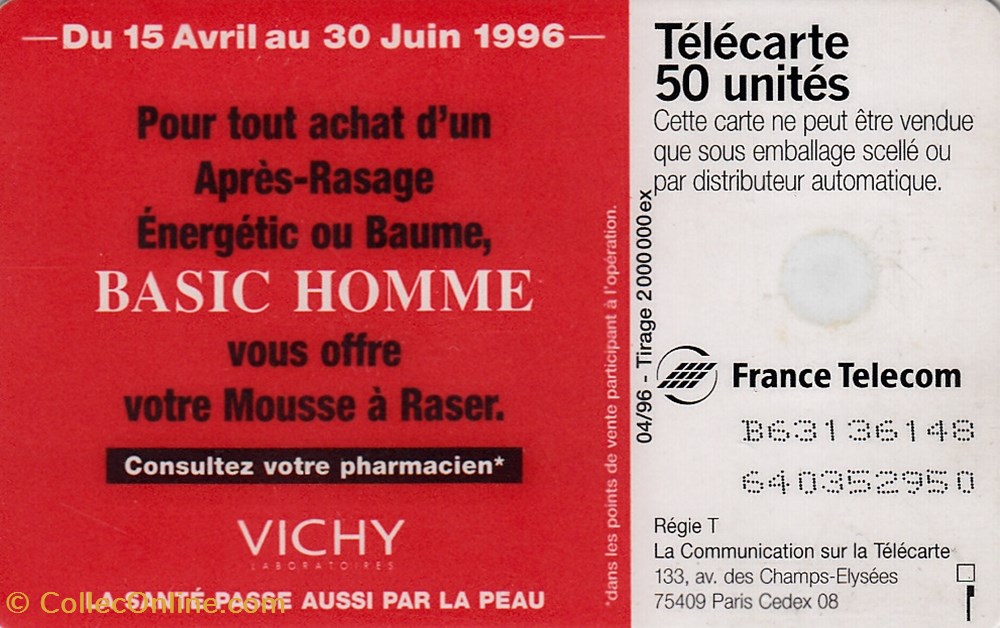 Du 15 Avril au 30 Juin 1996
Pour tout achat d'un
Après-Rasage
Énergétic ou Baume,
BASIC HOMME
vous offre
votre Mousse à Raser.
Consultez votre pharmacien*
VICHY
LABORATOIRES
LA SANTÉ PASSE AUSSI PAR LA PEAU
*dans les points de vente participant à l'opération.
04/96 - Tirage 2 000 000 ex.
Télécarte
50 unités
Cette carte ne peut être vendue
que sous emballage scellé ou
par distributeur automatique.
France Telecom
B63136148
640352950
Régie T
La Communication sur la Télécarte
133, av. des Champs-Elysées
75409 Paris Cedex 08
© CollecOnline.com